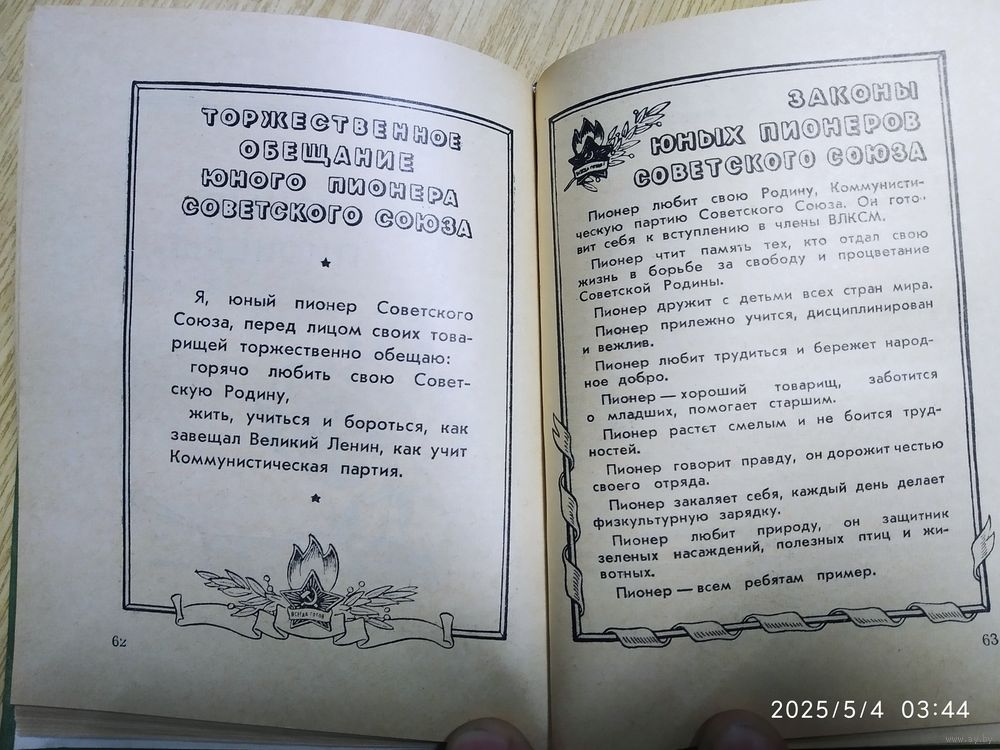 ТОРЖЕСТВЕННОЕ
ОБЕЩАНИЕ
ЮНОГО ПИОНЕРА
СОВЕТСКОГО СОЮЗА
Я, юный пионер Советского
Союза, перед лицом своих това-
рищей торжественно обещаю:
горячо любить свою Совет-
скую Родину,
жить, учиться и бороться, как
завещал Великий Ленин, как учит
Коммунистическая партия.
ВСЕГДА ГОТОВ
62
ЗАКОНЫ
ЮНЫХ ПИОНЕРОВ
СОВЕТСКОГО СОЮЗА
Пионер любит свою Родину, Коммунисти-
ческую партию Советского Союза. Он гото-
вит себя к вступлению в члены ВЛКСМ.
Пионер чтит память тех, кто отдал свою
жизнь в борьбе за свободу и процветание
Советской Родины.
Пионер дружит с детьми всех стран мира.
Пионер прилежно учится, дисциплинирован
и вежлив.
Пионер любит трудиться и бережет народ-
ное добро.
Пионер — хороший товарищ, заботится
о младших, помогает старшим.
Пионер растет смелым и не боится труд-
ностей.
Пионер говорит правду, он дорожит честью
своего отряда.
Пионер закаляет себя, каждый день делает
физкультурную зарядку.
Пионер любит природу, он защитник
зеленых насаждений, полезных птиц и жи-
вотных.
Пионер — всем ребятам пример.
63
2025/5/4 03:44
www.ay.by